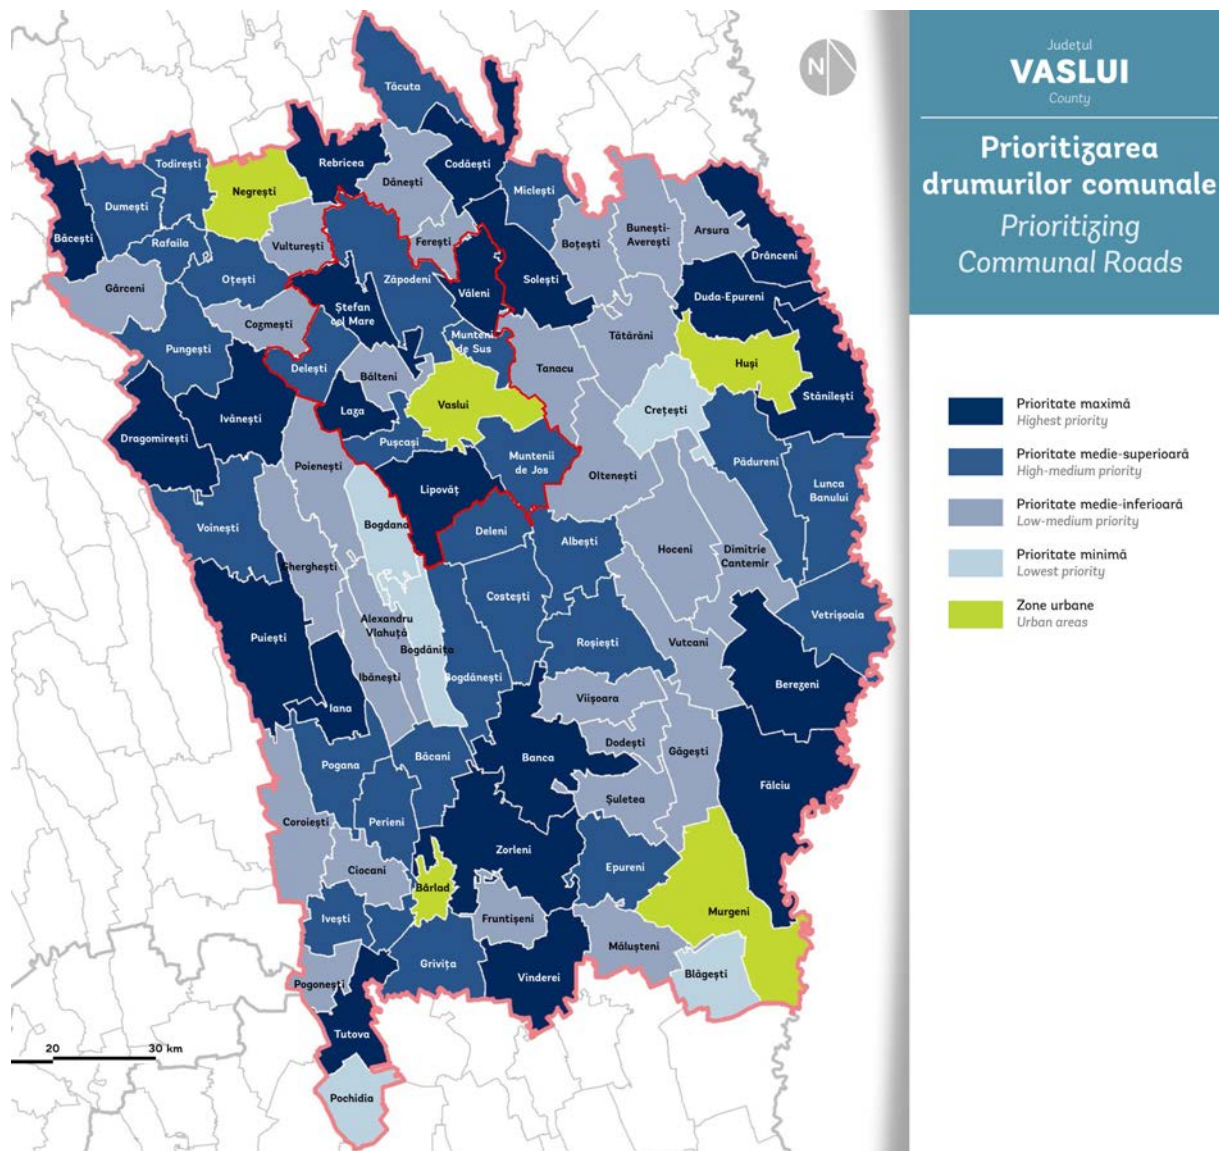 Județul
VASLUI
County
Prioritizarea
drumurilor comunale
Prioritizing
Communal Roads
N
Prioritate maximă
Highest priority
Prioritate medie-superioară
High-medium priority
Prioritate medie-inferioară
Low-medium priority
Prioritate minimă
Lowest priority
Zone urbane
Urban areas
Tăcuta
Todirești
Rebricea
Codăești
Dănești
Negrești
Miclești
Dumești
Băcești
Rafaila
Vulturești
Ferești
Boțești
Bunești-
Averești
Arsura
Drânceni
Gârceni
Oțești
Zăpodeni
Văleni
Solești
Duda-Epureni
Ștefan
cel Mare
Cozmești
Munteni
de Sus
Tătărăni
Pungești
Delești
Bălteni
Tanacu
Huși
Stănilești
Laza
Vaslui
Crețești
Ivănești
Dragomirești
Pușcași
Muntenii
de Jos
Poienești
Oltenești
Pădureni
Lunca
Banului
Lipovăț
Voinești
Bogdana
Deleni
Albești
Hoceni
Dimitrie
Cantemir
Gherghești
Costești
Vetrișoaia
Alexandru
Vlahuță
Puiești
Bogdănița
Roșiești
Vutcani
Ibănești
Bogdănești
Berezeni
Iana
Viișoara
Dodești
Găgești
Pogana
Băcani
Banca
Fălciu
Șuletea
Coroiești
Perieni
Zorleni
Epureni
Ciocani
Bârlad
Murgeni
Ivești
Fruntișeni
Mălușteni
Grivița
Vinderei
Blăgești
Pogonești
Tutova
20 30 km
Pochidia